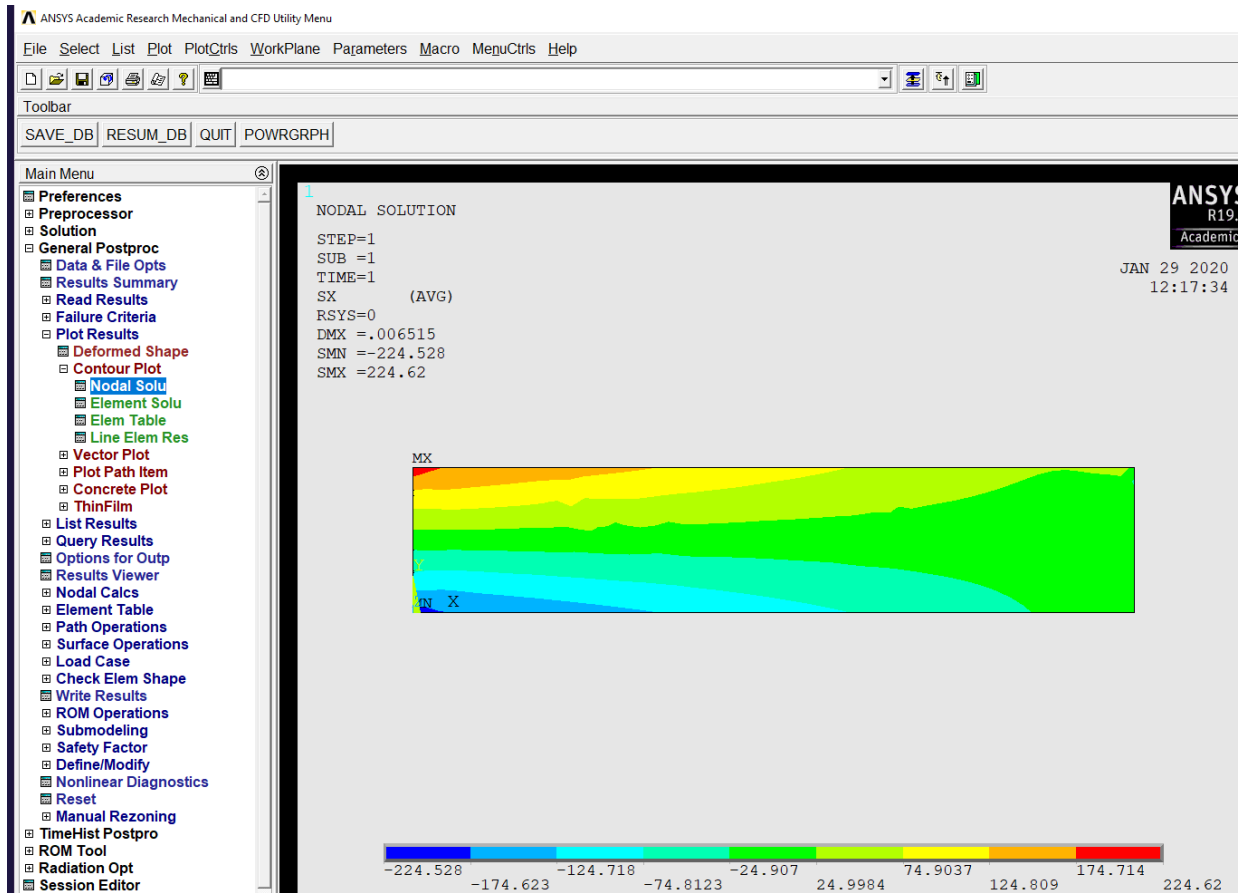 ANSYS Academic Research Mechanical and CFD Utility Menu
File Select List Plot PlotCtrls WorkPlane Parameters Macro MenuCtrls Help
Toolbar
SAVE_DB RESUM_DB QUIT POWRGRPH
Main Menu
Preferences
Preprocessor
Solution
General Postproc
Data & File Opts
Results Summary
Read Results
Failure Criteria
Plot Results
Deformed Shape
Contour Plot
Nodal Solu
Element Solu
Elem Table
Line Elem Res
Vector Plot
Plot Path Item
Concrete Plot
ThinFilm
List Results
Query Results
Options for Outp
Results Viewer
Nodal Calcs
Element Table
Path Operations
Surface Operations
Load Case
Check Elem Shape
Write Results
ROM Operations
Submodeling
Safety Factor
Define/Modify
Nonlinear Diagnostics
Reset
Manual Rezoning
TimeHist Postpro
ROM Tool
Radiation Opt
Session Editor
1
NODAL SOLUTION
STEP=1
SUB =1
TIME=1
SX (AVG)
RSYS=0
DMX =.006515
SMN =-224.528
SMX =224.62
ANSYS
R19.
Academic
JAN 29 2020
12:17:34
MX
Y
MN X
-224.528 -124.718 -24.907 74.9037 174.714
-174.623 -74.8123 24.9984 124.809 224.62